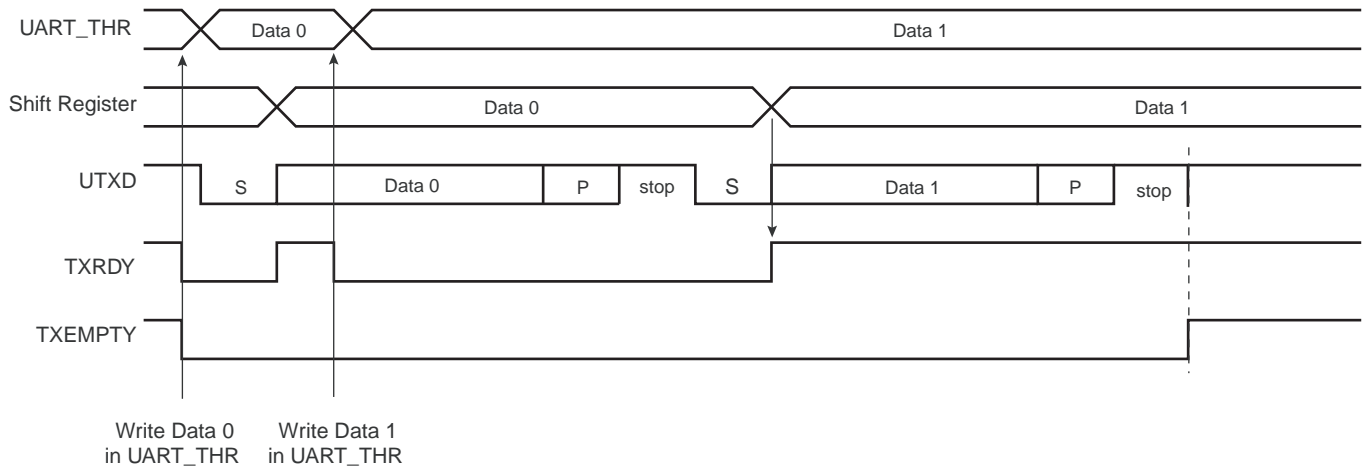 UART_THR
Data 0
Data 1
Shift Register
Data 0
Data 1
UTXD
S
Data 0
P
stop
S
Data 1
P
stop
TXRDY
TXEMPTY
Write Data 0
in UART_THR
Write Data 1
in UART_THR